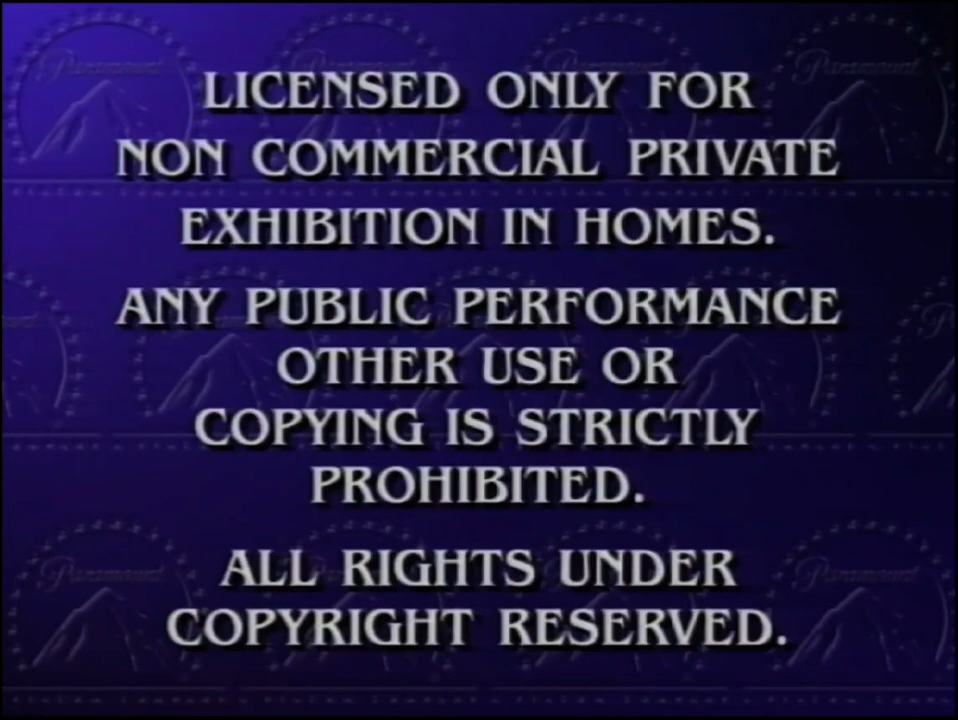 LICENSED ONLY FOR
NON COMMERCIAL PRIVATE
EXHIBITION IN HOMES.
ANY PUBLIC PERFORMANCE
OTHER USE OR
COPYING IS STRICTLY
PROHIBITED.
ALL RIGHTS UNDER
COPYRIGHT RESERVED.